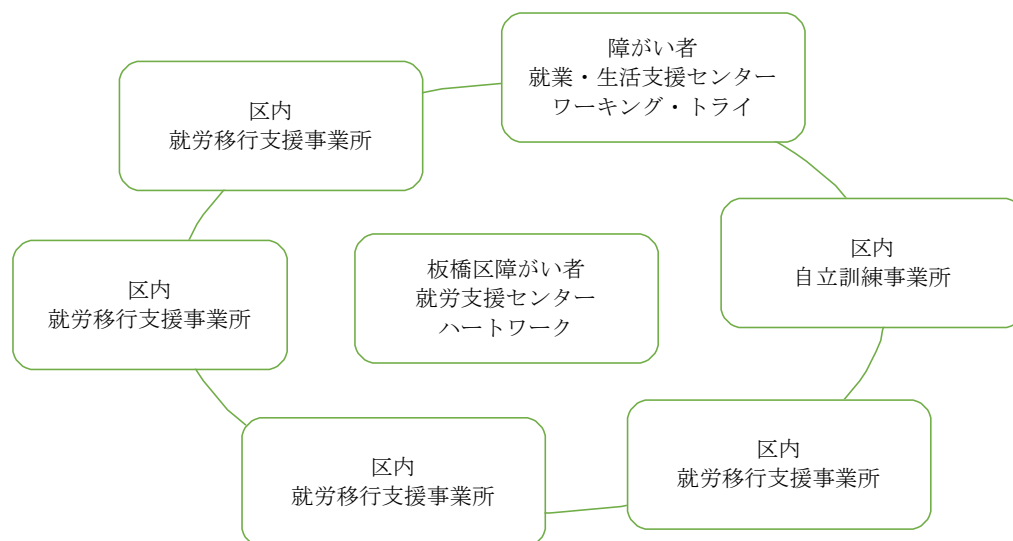 障がい者
就業・生活支援センター
ワーキング・トライ
区内
就労移行支援事業所
区内
自立訓練事業所
区内
就労移行支援事業所
板橋区障がい者
就労支援センター
ハートワーク
区内
就労移行支援事業所
区内
就労移行支援事業所